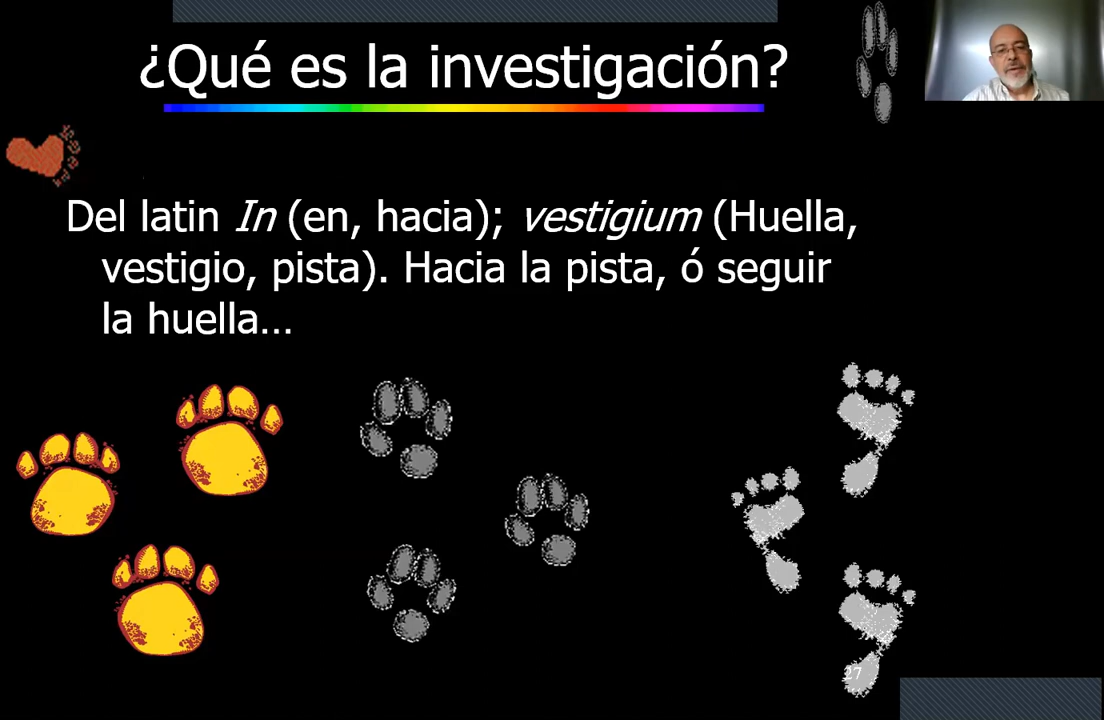 ¿Qué es la investigación?
Del latin In (en, hacia); vestigium (Huella,
vestigio, pista). Hacia la pista, ó seguir
la huella…
27